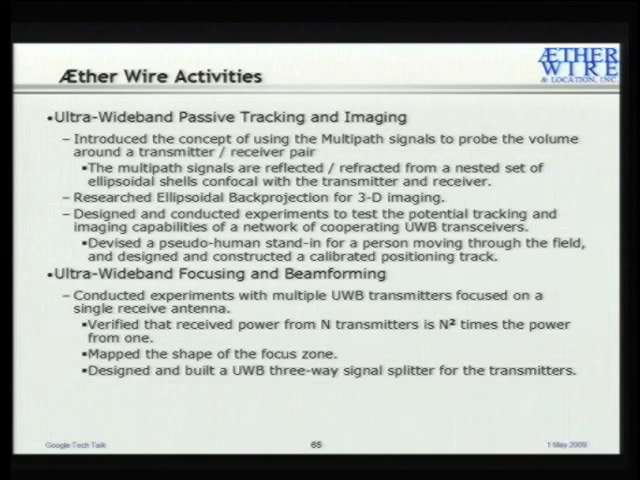 Æther Wire Activities
ÆTHER
WIRE
& LOCATION, INC.
•Ultra-Wideband Passive Tracking and Imaging
– Introduced the concept of using the Multipath signals to probe the volume
around a transmitter / receiver pair
▪The multipath signals are reflected / refracted from a nested set of
ellipsoidal shells confocal with the transmitter and receiver.
– Researched Ellipsoidal Backprojection for 3-D imaging.
– Designed and conducted experiments to test the potential tracking and
imaging capabilities of a network of cooperating UWB transceivers.
▪Devised a pseudo-human stand-in for a person moving through the field,
and designed and constructed a calibrated positioning track.
•Ultra-Wideband Focusing and Beamforming
– Conducted experiments with multiple UWB transmitters focused on a
single receive antenna.
▪Verified that received power from N transmitters is N² times the power
from one.
▪Mapped the shape of the focus zone.
▪Designed and built a UWB three-way signal splitter for the transmitters.
Google Tech Talk
65
1 May 2009